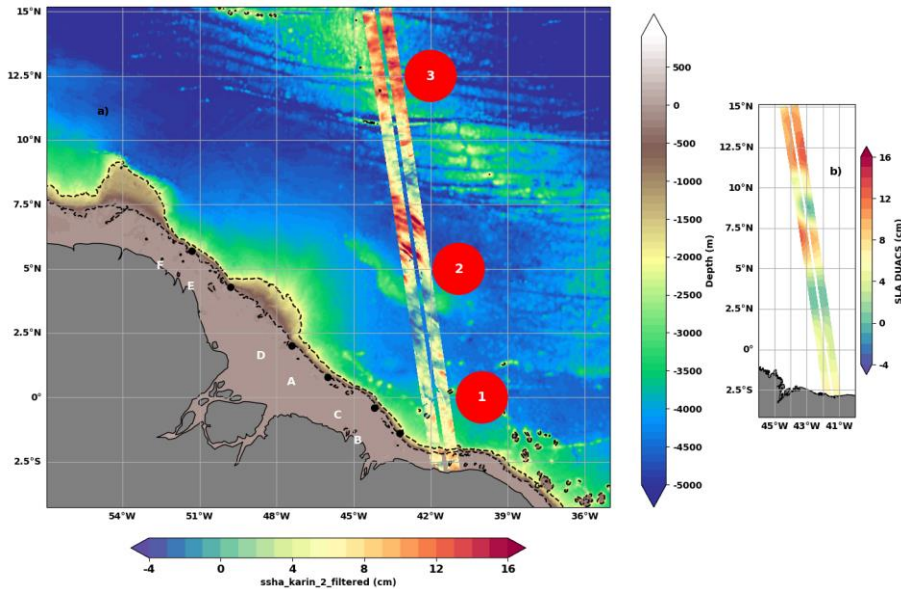 15°N
12.5°N
10°N
7.5°N
5°N
2.5°N
0°
2.5°S
54°W 51°W 48°W 45°W 42°W 39°W 36°W
a)
3
2
1
F
E
D
A
C
B
500
0
-500
-1000
-1500
-2000
-2500
-3000
-3500
-4000
-4500
-5000
Depth (m)
15°N
12.5°N
10°N
7.5°N
5°N
2.5°N
0°
2.5°S
45°W 43°W 41°W
b)
16
12
8
4
0
-4
SLA DUACS (cm)
-4 0 4 8 12 16
ssha_karin_2_filtered (cm)